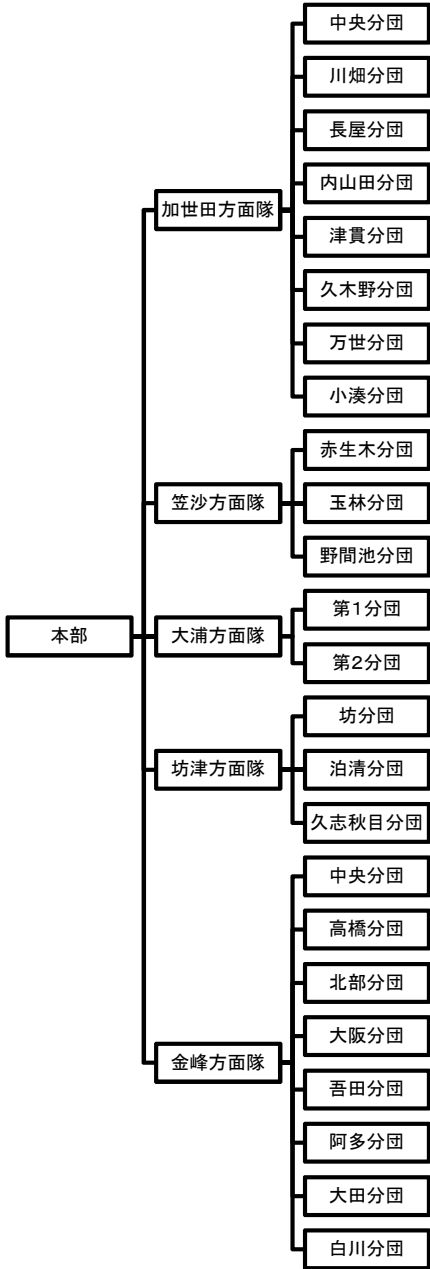 本部
加世田方面隊
中央分団
川畑分団
長屋分団
内山田分団
津貫分団
久木野分団
万世分団
小湊分団
笠沙方面隊
赤生木分団
玉林分団
野間池分団
大浦方面隊
第1分団
第2分団
坊津方面隊
坊分団
泊清分団
久志秋目分団
金峰方面隊
中央分団
高橋分団
北部分団
大阪分団
吾田分団
阿多分団
大田分団
白川分団